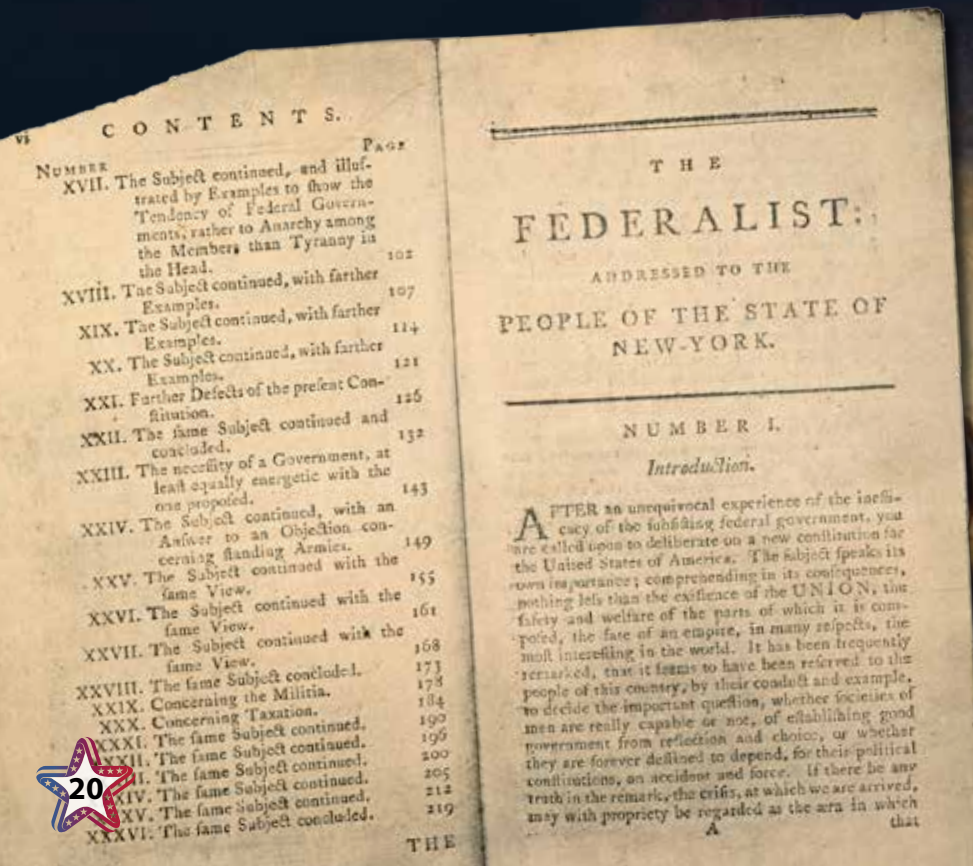 vi CONTENTS.
NUMBER PAGE
XVII. The Subject continued, and illuſ-
trated by Examples to ſhow the
Tendency of Federal Govern-
ments, rather to Anarchy among
the Members than Tyranny in
the Head. 102
XVIII. The Subject continued, with farther
Examples. 107
XIX. The Subject continued, with farther
Examples. 114
XX. The Subject continued, with farther
Examples. 121
XXI. Further Defects of the preſent Con-
ſtitution. 126
XXII. The ſame Subject continued and
concluded. 132
XXIII. The neceſſity of a Government, at
leaſt equally energetic with the
one propoſed. 143
XXIV. The Subject continued, with an
Anſwer to an Objection con-
cerning ſtanding Armies. 149
XXV. The Subject continued with the
ſame View. 155
XXVI. The Subject continued with the
ſame View. 161
XXVII. The Subject continued with the
ſame View. 168
XXVIII. The ſame Subject concluded. 173
XXIX. Concerning the Militia. 178
XXX. Concerning Taxation. 184
XXXI. The ſame Subject continued. 190
XII. The ſame Subject continued. 196
II. The ſame Subject continued. 200
XIV. The ſame Subject continued. 205
XXV. The ſame Subject continued. 212
XXXVI. The ſame Subject concluded. 219
THE
20
THE
FEDERALIST:
ADDRESSED TO THE
PEOPLE OF THE STATE OF
NEW-YORK.
NUMBER I.
Introduction.
AFTER an unequivocal experience of the ineffi-
cacy of the ſubſiſting federal government, you
are called upon to deliberate on a new conſtitution for
the United States of America. The ſubject ſpeaks its
own importance; comprehending in its conſequences,
nothing leſs than the exiſtence of the UNION, the
ſafety and welfare of the parts of which it is com-
poſed, the fate of an empire, in many reſpects, the
moſt intereſting in the world. It has been frequently
remarked, that it ſeems to have been reſerved to the
people of this country, by their conduct and example,
to decide the important queſtion, whether ſocieties of
men are really capable or not, of eſtabliſhing good
government from reflection and choice, or whether
they are forever deſtined to depend, for their political
conſtitutions, on accident and force. If there be any
truth in the remark, the criſis, at which we are arrived,
may with propriety be regarded as the æra in which
A that